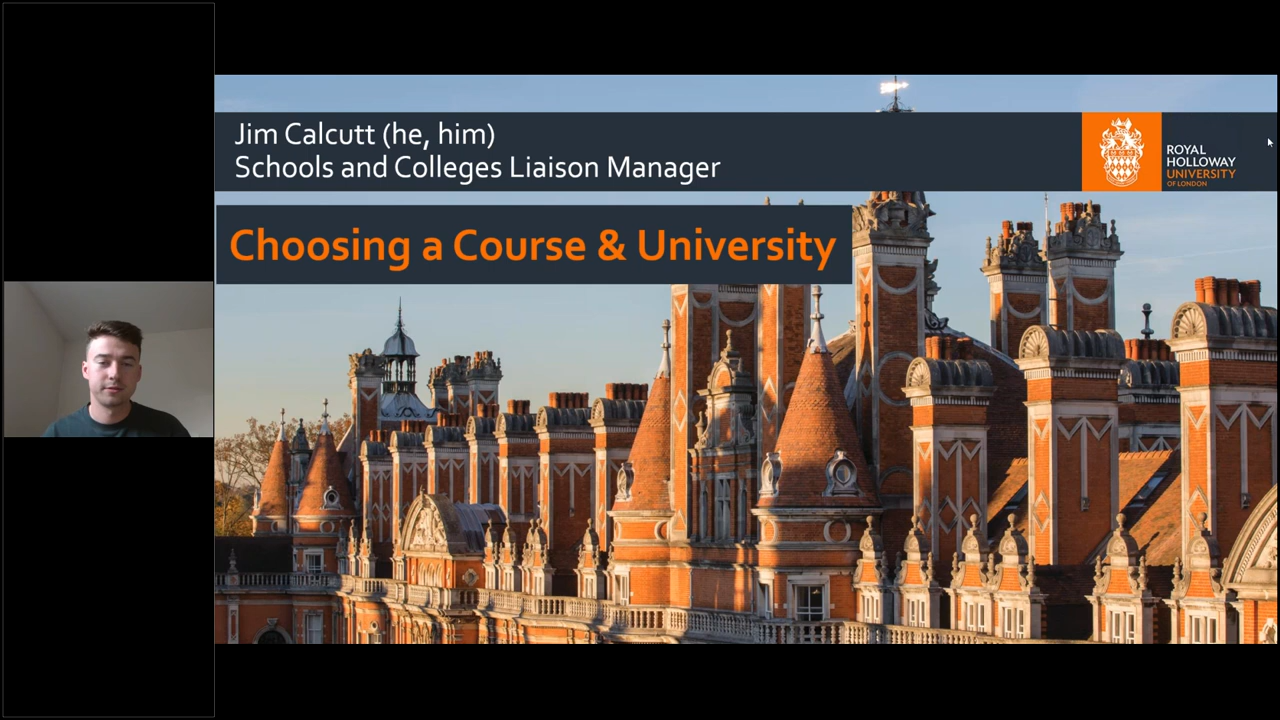 Jim Calcutt (he, him)
Schools and Colleges Liaison Manager
ROYAL
HOLLOWAY
UNIVERSITY
OF LONDON
Choosing a Course & University